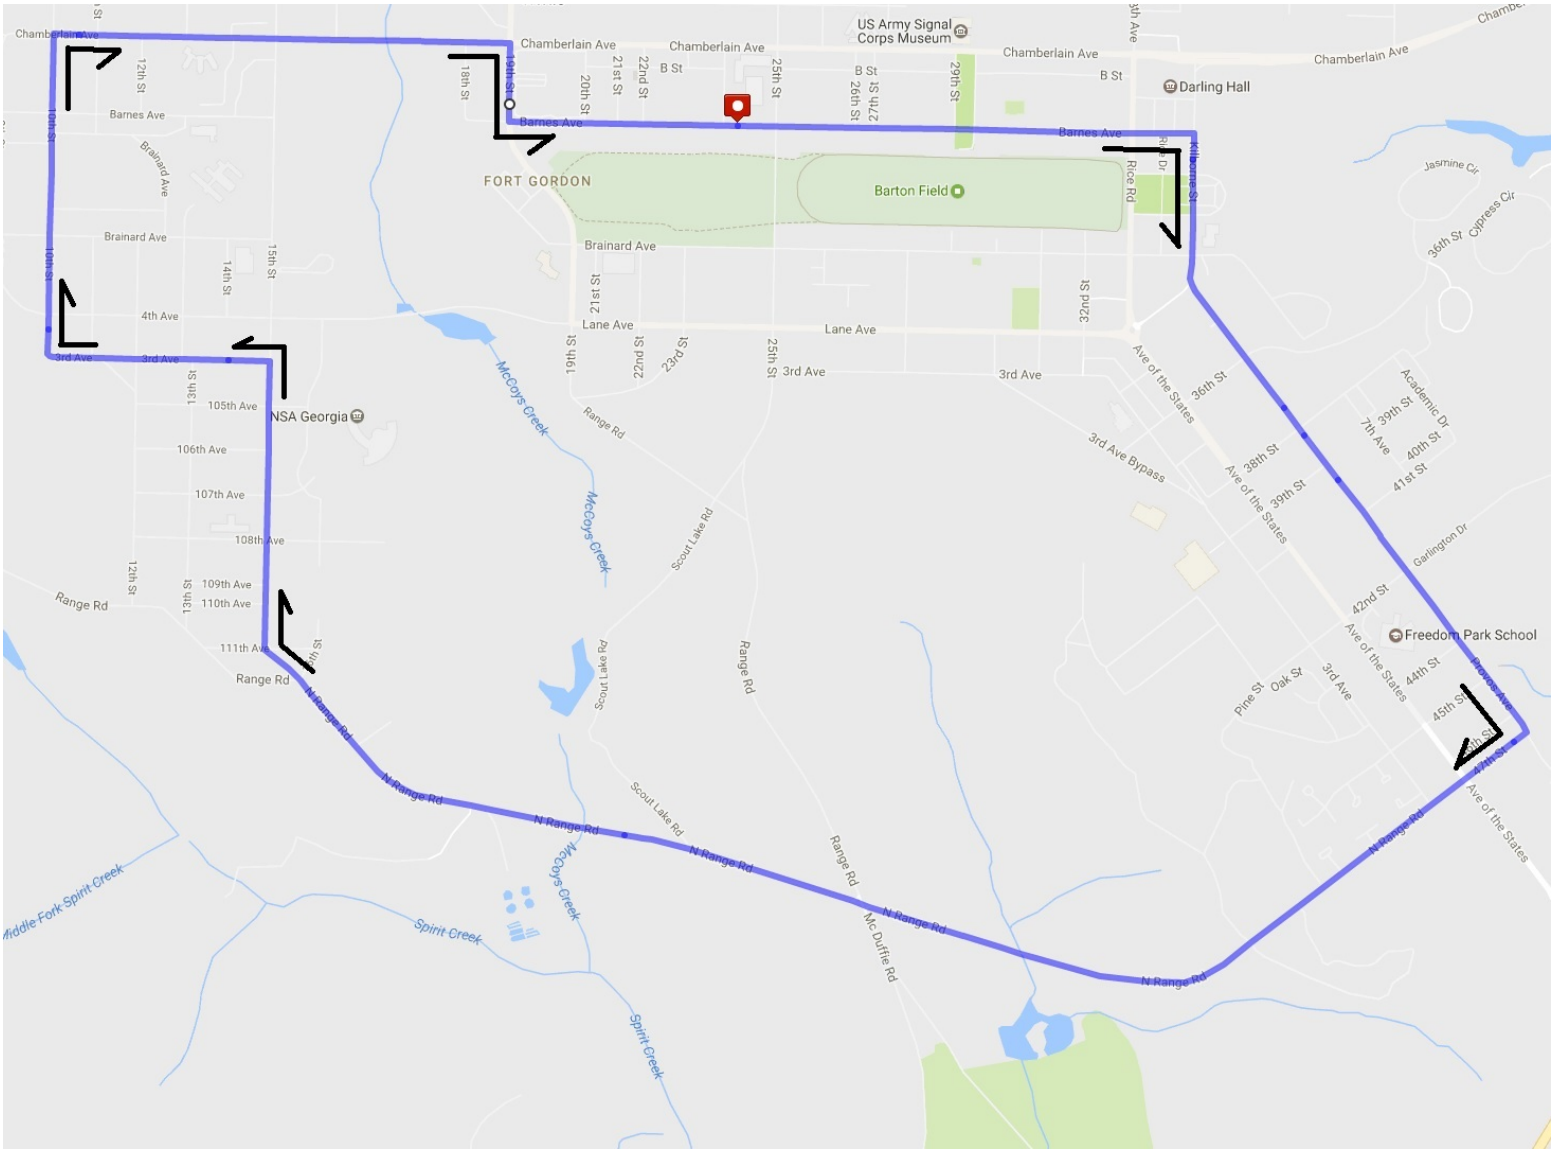 Chamberlain Ave
Chamberlain Ave
Chamberlain Ave
Chamberlain Ave
Chamberlain Ave
US Army Signal
Corps Museum
12th St
18th St
19th St
20th St
21st St
22nd St
B St
25th St
B St
26th St
27th St
29th St
B St
Darling Hall
10th St
Barnes Ave
Barnes Ave
Barnes Ave
Brainard Ave
FORT GORDON
Barton Field
Rice Rd
Rice Dr
Kilborne St
Jasmine Cir
Cypress Cir
36th St
Brainard Ave
Brainard Ave
10th St
14th St
15th St
21st St
32nd St
4th Ave
Lane Ave
Lane Ave
3rd Ave
3rd Ave
13th St
19th St
22nd St
23rd St
25th St
3rd Ave
3rd Ave
Ave of the States
36th St
Academic Dr
39th St
7th Ave
40th St
41st St
105th Ave
NSA Georgia
McCoys Creek
Range Rd
3rd Ave Bypass
38th St
39th St
Ave of the States
106th Ave
107th Ave
108th Ave
McCoys Creek
Scout Lake Rd
Garlington Dr
12th St
13th St
109th Ave
110th Ave
Range Rd
42nd St
Freedom Park School
111th Ave
Range Rd
Scout Lake Rd
Range Rd
Ave of the States
44th St
Oak St
Pine St
3rd Ave
Provos Ave
45th St
47th St
N Range Rd
N Range Rd
N Range Rd
Scout Lake Rd
N Range Rd
Range Rd
N Range Rd
Ave of the States
McCoys Creek
Middle Fork Spirit Creek
Spirit Creek
N Range Rd
Mc Duffie Rd
N Range Rd
Spirit Creek